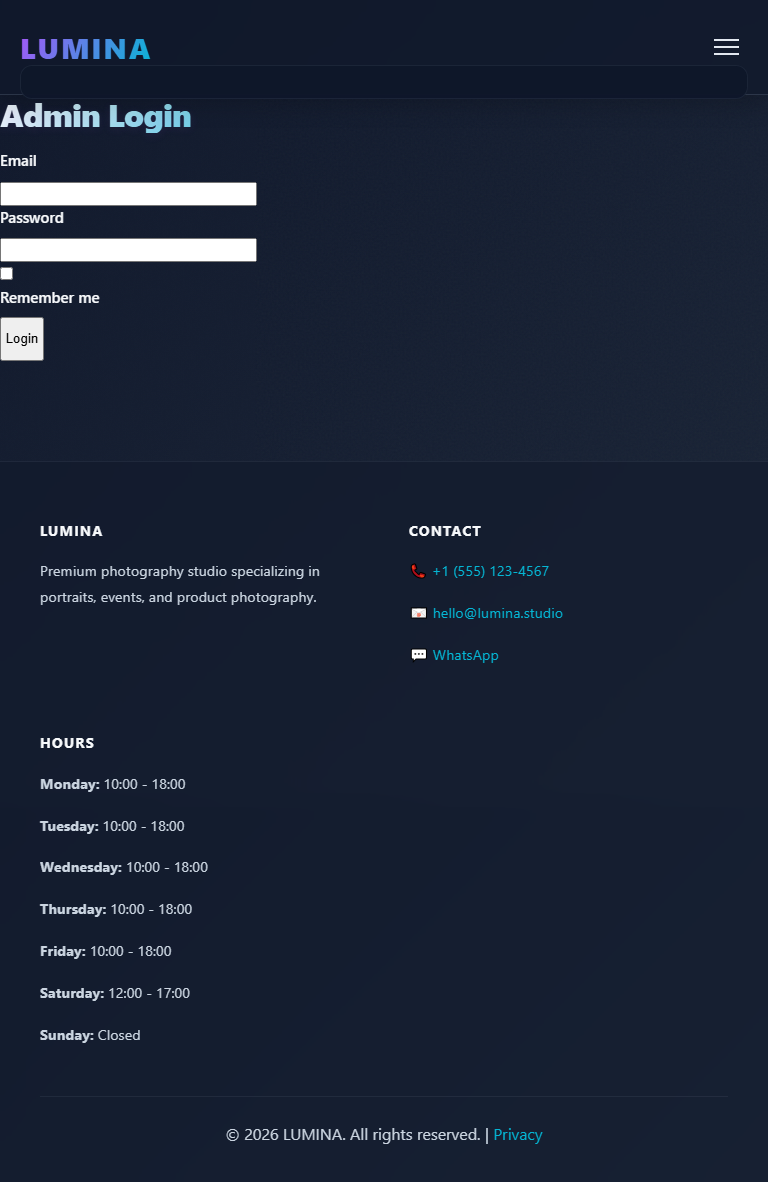 LUMINA
Admin Login
Email
Password
Remember me
Login
LUMINA
Premium photography studio specializing in
portraits, events, and product photography.
CONTACT
📞 +1 (555) 123-4567
📧 hello@lumina.studio
💬 WhatsApp
HOURS
Monday: 10:00 - 18:00
Tuesday: 10:00 - 18:00
Wednesday: 10:00 - 18:00
Thursday: 10:00 - 18:00
Friday: 10:00 - 18:00
Saturday: 12:00 - 17:00
Sunday: Closed
© 2026 LUMINA. All rights reserved. | Privacy